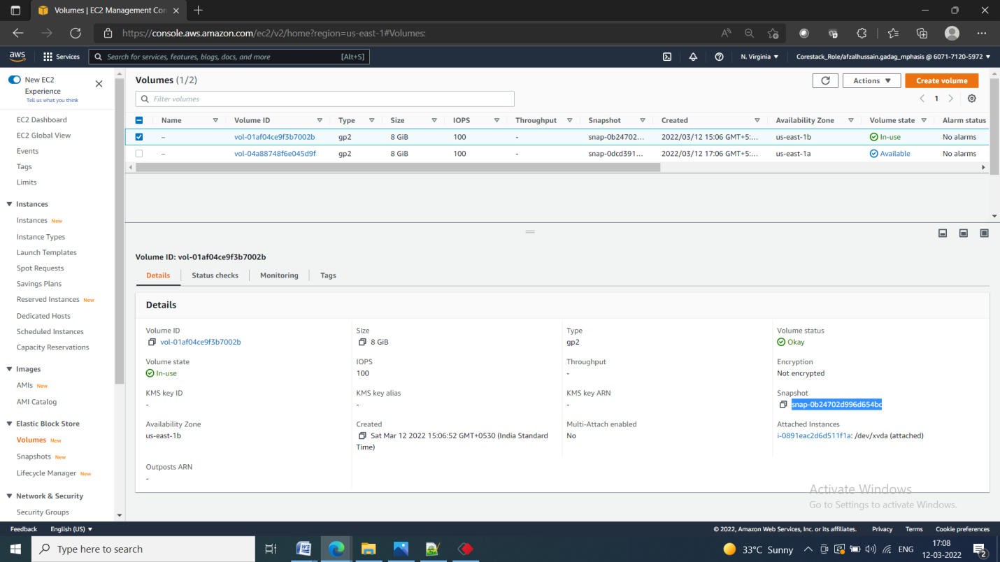 Volumes | EC2 Management Con
https://console.aws.amazon.com/ec2/v2/home?region=us-east-1#Volumes:
aws
Services
Search for services, features, blogs, docs, and more
[Alt+S]
N. Virginia
Corestack_Role/afzalhussain.gadag_mphasis @ 6071-7120-5972
New EC2
Experience
Tell us what you think
EC2 Dashboard
EC2 Global View
Events
Tags
Limits
Instances
Instances New
Instance Types
Launch Templates
Spot Requests
Savings Plans
Reserved Instances New
Dedicated Hosts
Scheduled Instances
Capacity Reservations
Images
AMIs New
AMI Catalog
Elastic Block Store
Volumes New
Snapshots New
Lifecycle Manager New
Network & Security
Security Groups
Volumes (1/2)
Actions
Create volume
Filter volumes
1
Name Volume ID Type Size IOPS Throughput Snapshot Created Availability Zone Volume state Alarm status
– vol-01af04ce9f3b7002b gp2 8 GiB 100 - snap-0b24702... 2022/03/12 15:06 GMT+5:... us-east-1b In-use No alarms
– vol-04a88748f6e045d9f gp2 8 GiB 100 - snap-0dcd391... 2022/03/12 17:06 GMT+5:... us-east-1a Available No alarms
Volume ID: vol-01af04ce9f3b7002b
Details Status checks Monitoring Tags
Details
Volume ID
vol-01af04ce9f3b7002b
Size
8 GiB
Type
gp2
Volume status
Okay
Volume state
In-use
IOPS
100
Throughput
-
Encryption
Not encrypted
KMS key ID
-
KMS key alias
-
KMS key ARN
-
Snapshot
snap-0b24702d996d654bc
Availability Zone
us-east-1b
Created
Sat Mar 12 2022 15:06:52 GMT+0530 (India Standard
Time)
Multi-Attach enabled
No
Attached Instances
i-0891eac2d6d511f1a: /dev/xvda (attached)
Outposts ARN
-
Activate Windows
Go to Settings to activate Windows.
Feedback English (US)
© 2022, Amazon Web Services, Inc. or its affiliates. Privacy Terms Cookie preferences
Type here to search
33°C Sunny
ENG
17:08
12-03-2022
2